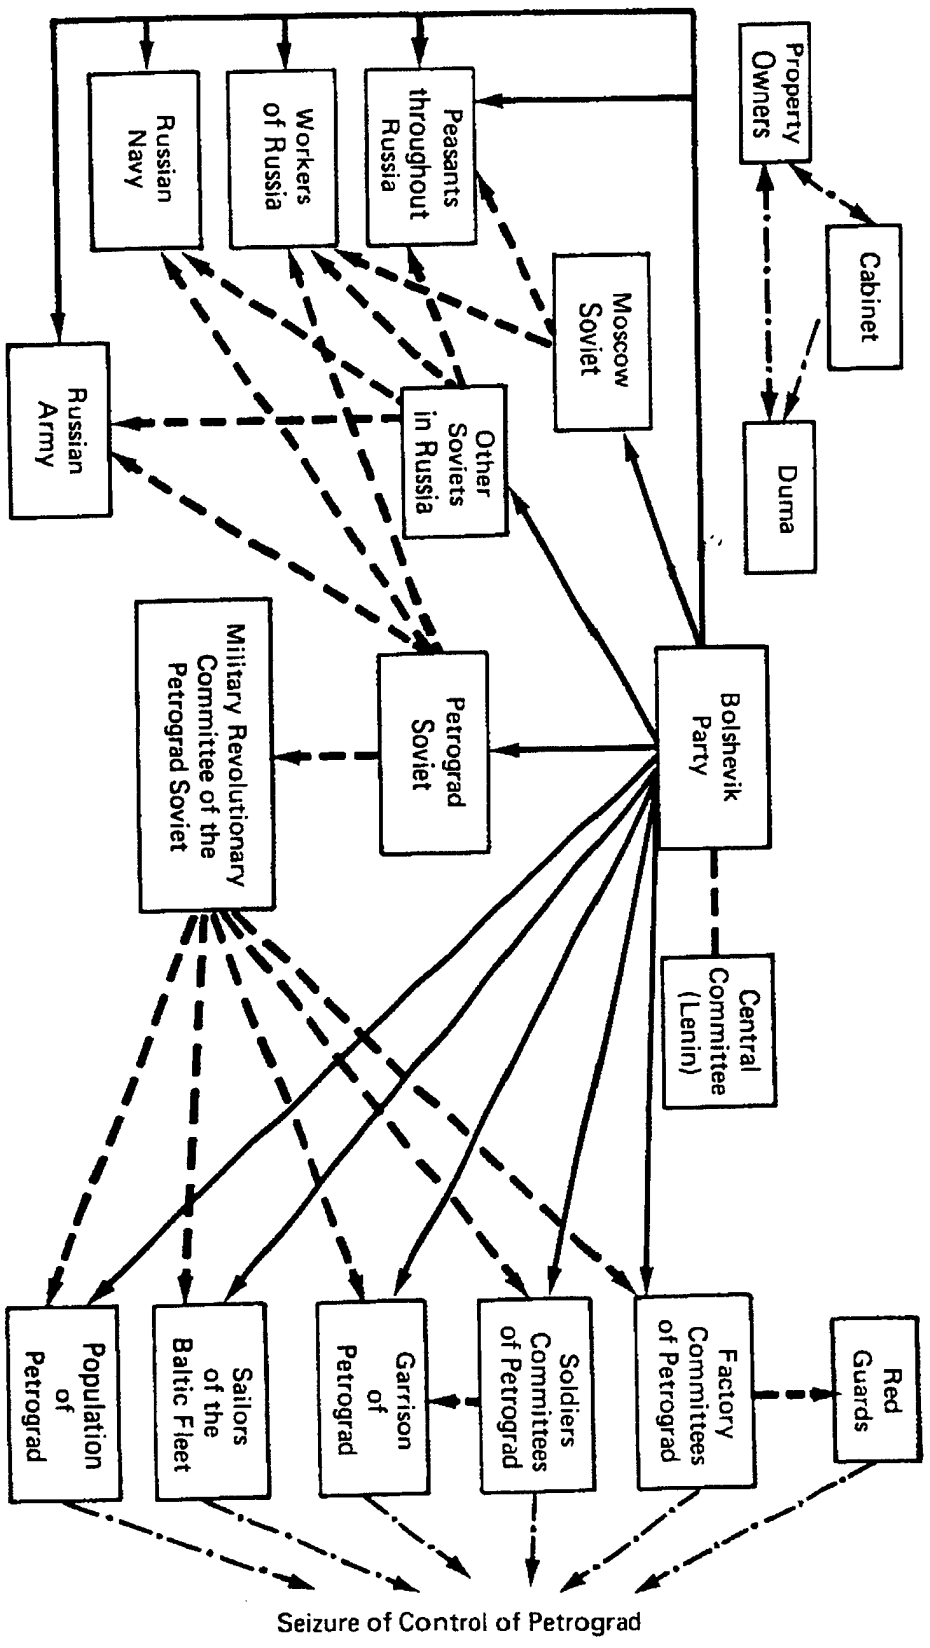 Property
Owners
Cabinet
Duma
Peasants
throughout
Russia
Workers
of Russia
Russian
Navy
Russian
Army
Moscow
Soviet
Other
Soviets
in Russia
Bolshevik
Party
Petrograd
Soviet
Military Revolutionary
Committee of the
Petrograd Soviet
Central
Committee
(Lenin)
Red
Guards
Factory
Committees
of Petrograd
Soldiers
Committees
of Petrograd
Garrison
of
Petrograd
Sailors
of the
Baltic Fleet
Population
of
Petrograd
Seizure of Control of Petrograd